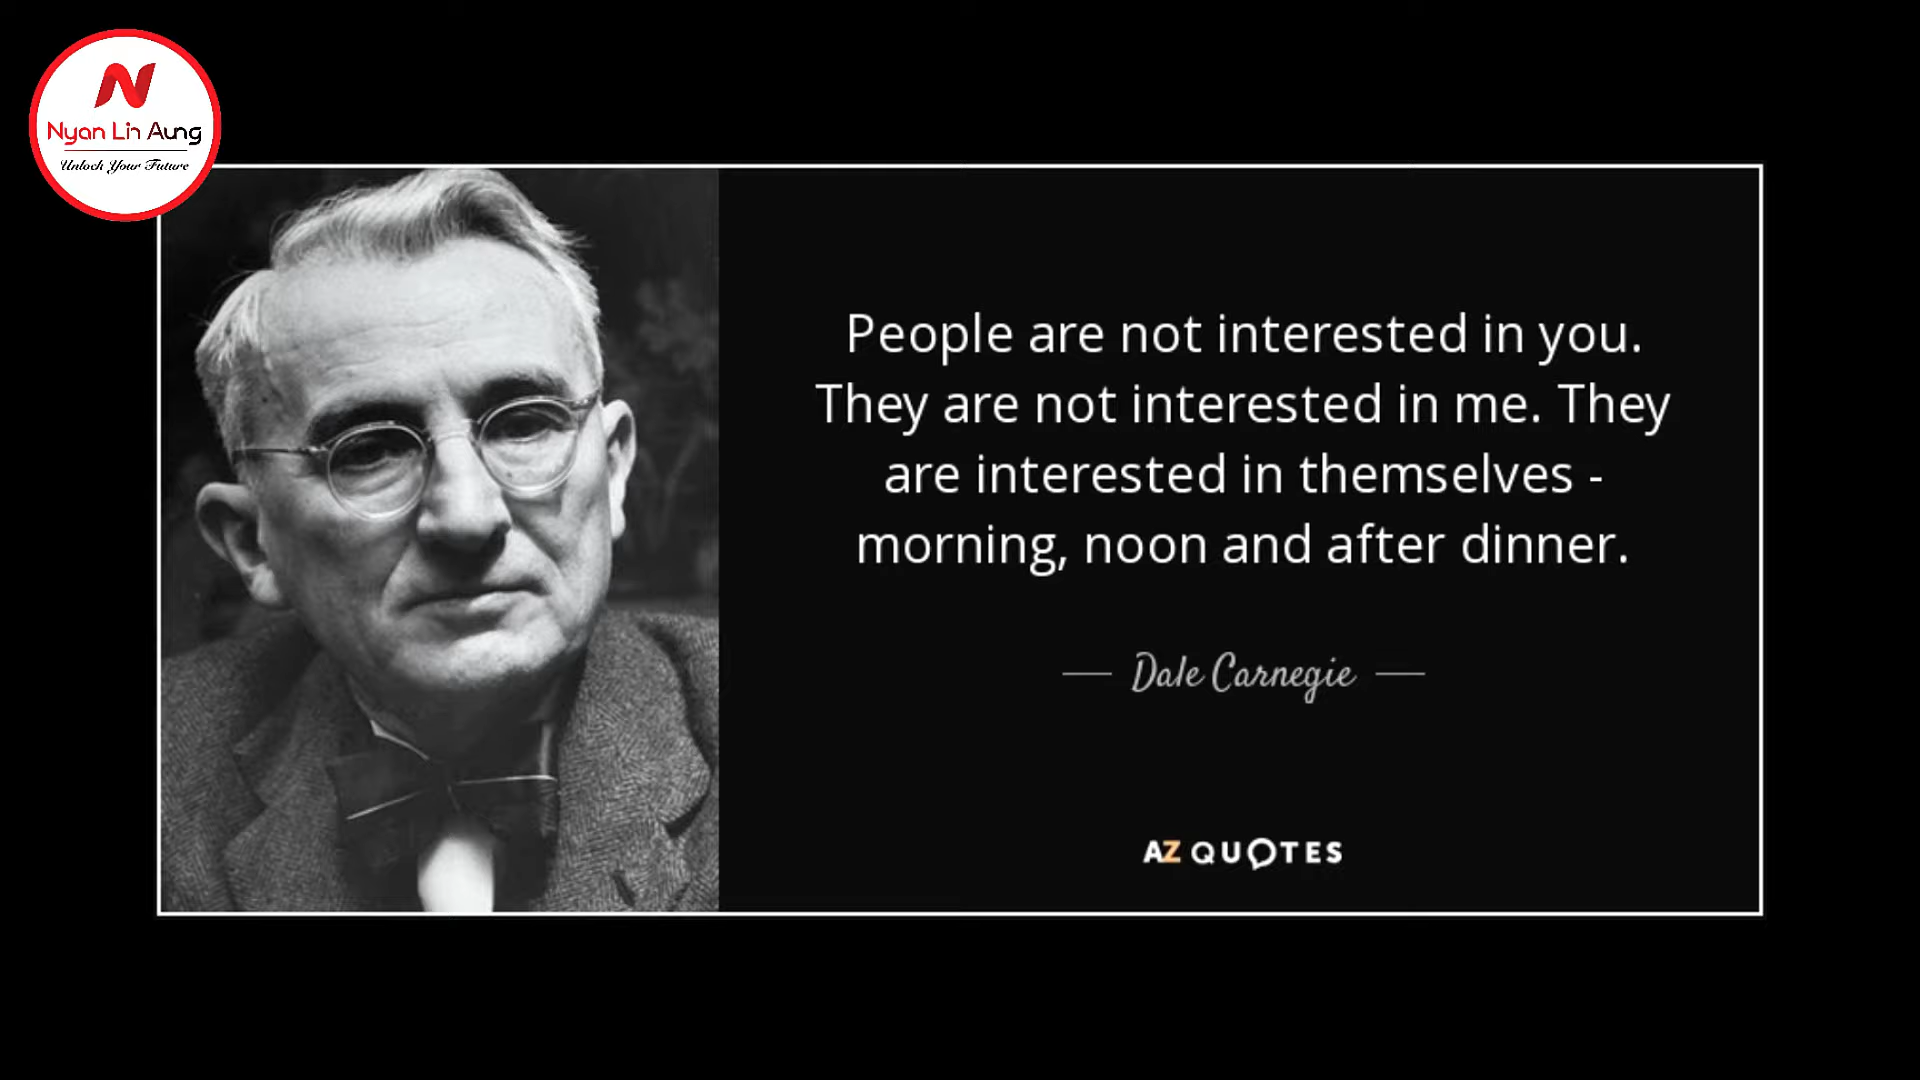 N
Nyan Lin Aung
Unlock Your Future
People are not interested in you.
They are not interested in me. They
are interested in themselves -
morning, noon and after dinner.
Dale Carnegie
AZ QUOTES